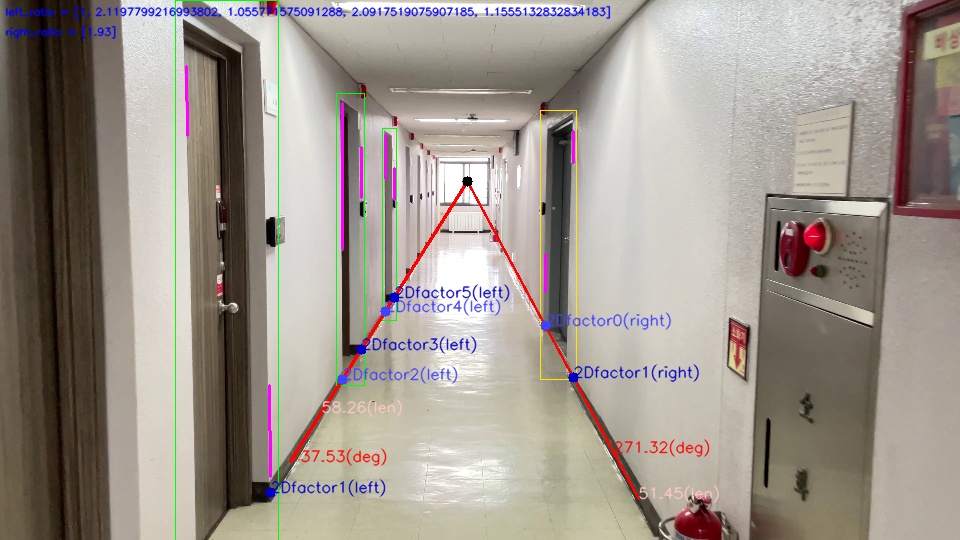 left_ratio = [1, 2.1197799216993802, 1.055771575091288, 2.0917519075907185, 1.1555132832834183]
right_ratio = [1.93]
2Dfactor5(left)
2Dfactor4(left)
2Dfactor0(right)
2Dfactor3(left)
2Dfactor2(left)
2Dfactor1(right)
58.26(len)
37.53(deg)
271.32(deg)
2Dfactor1(left)
51.45(len)